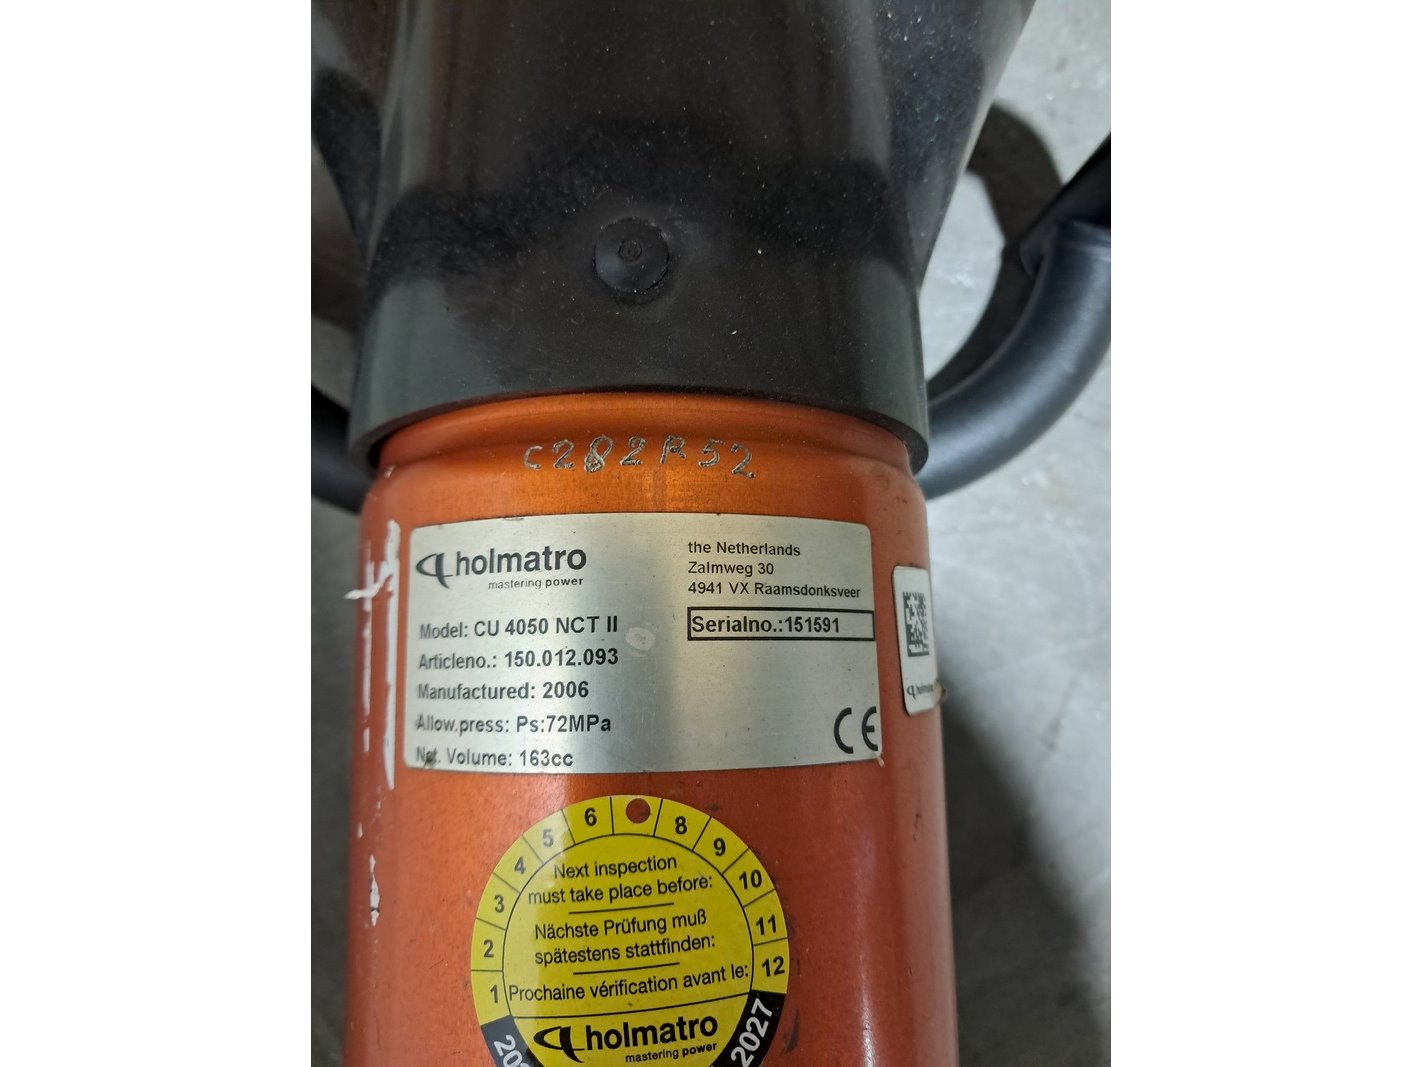 C282R52
holmatro
mastering power
the Netherlands
Zalmweg 30
4941 VX Raamsdonksveer
Serialno.:151591
Model: CU 4050 NCT II
Articleno.: 150.012.093
Manufactured: 2006
Allow.press: Ps:72MPa
Net. Volume: 163cc
CE
holmatro
1 2 3 4 5 6 8 9 10 11 12
Next inspection
must take place before:
Nächste Prüfung muß
spätestens stattfinden:
Prochaine vérification avant le:
holmatro
mastering power
2027